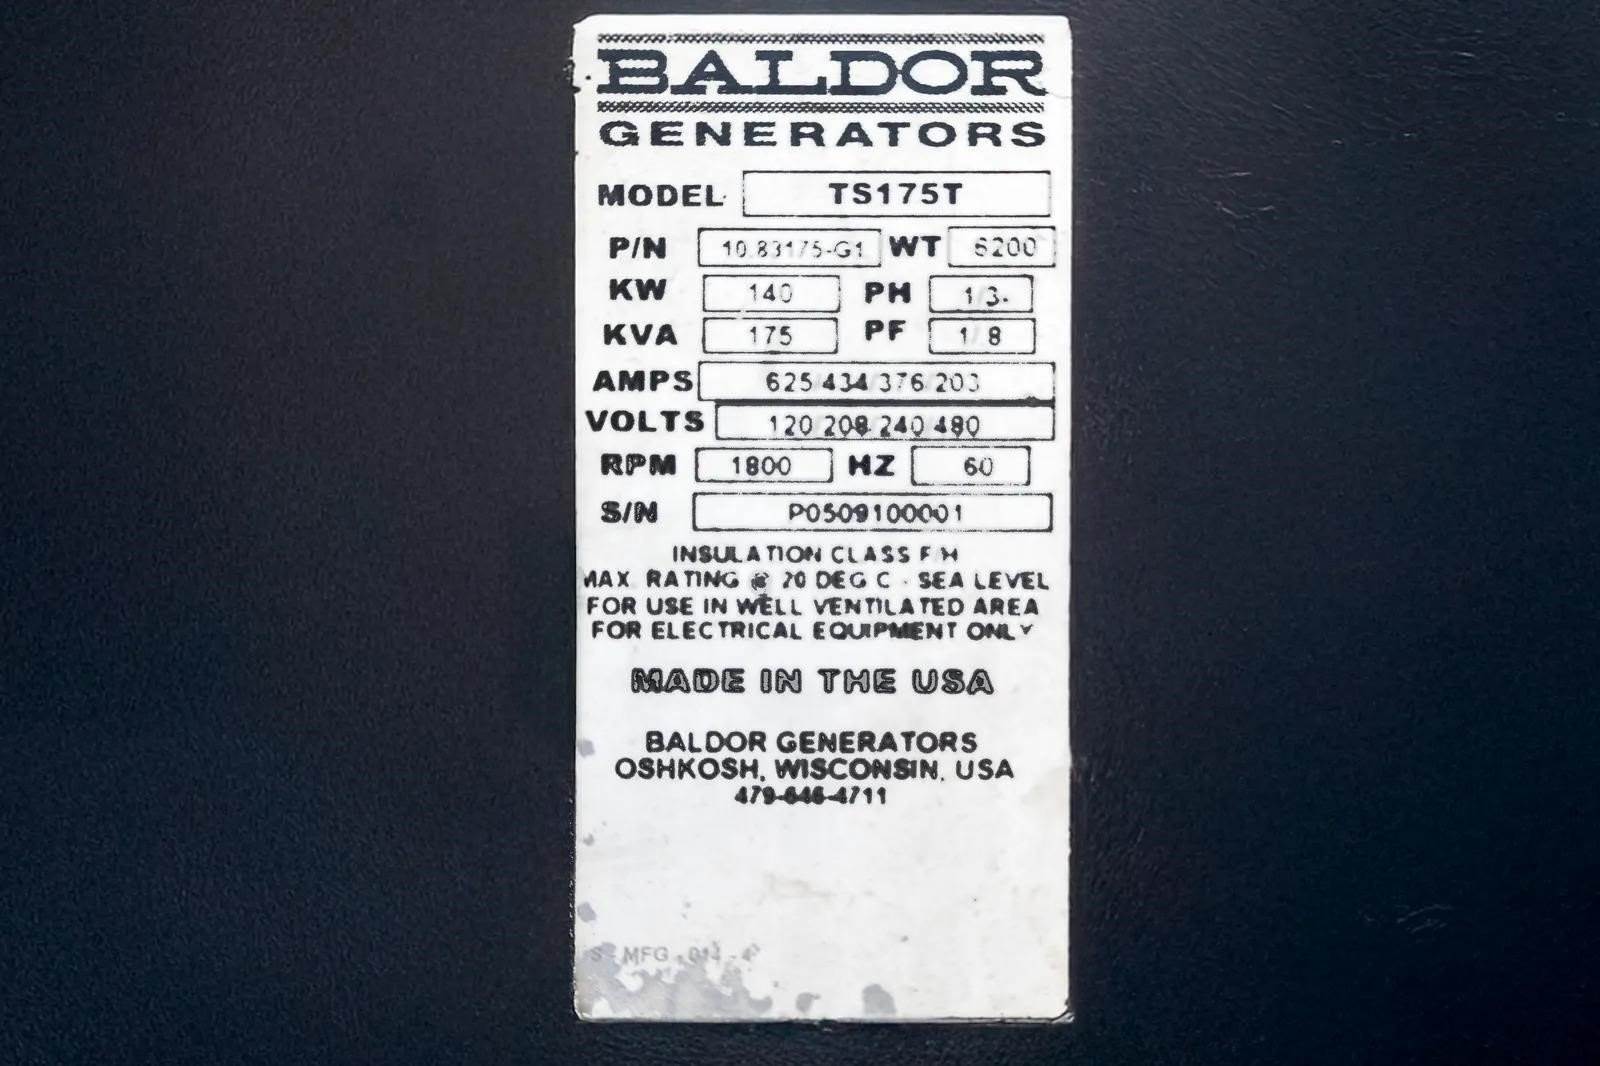 BALDOR
GENERATORS
MODEL TS175T
P/N 10.83175-G1 WT 6200
KW 140 PH 1/3
KVA 175 PF 1/.8
AMPS 625/434/376/203
VOLTS 120/208/240/480
RPM 1800 HZ 60
S/N P0509100001
INSULATION CLASS F/H
MAX. RATING @ 20 DEG C - SEA LEVEL
FOR USE IN WELL VENTILATED AREA
FOR ELECTRICAL EQUIPMENT ONLY
MADE IN THE USA
BALDOR GENERATORS
OSHKOSH, WISCONSIN, USA
479-646-4711
MFG